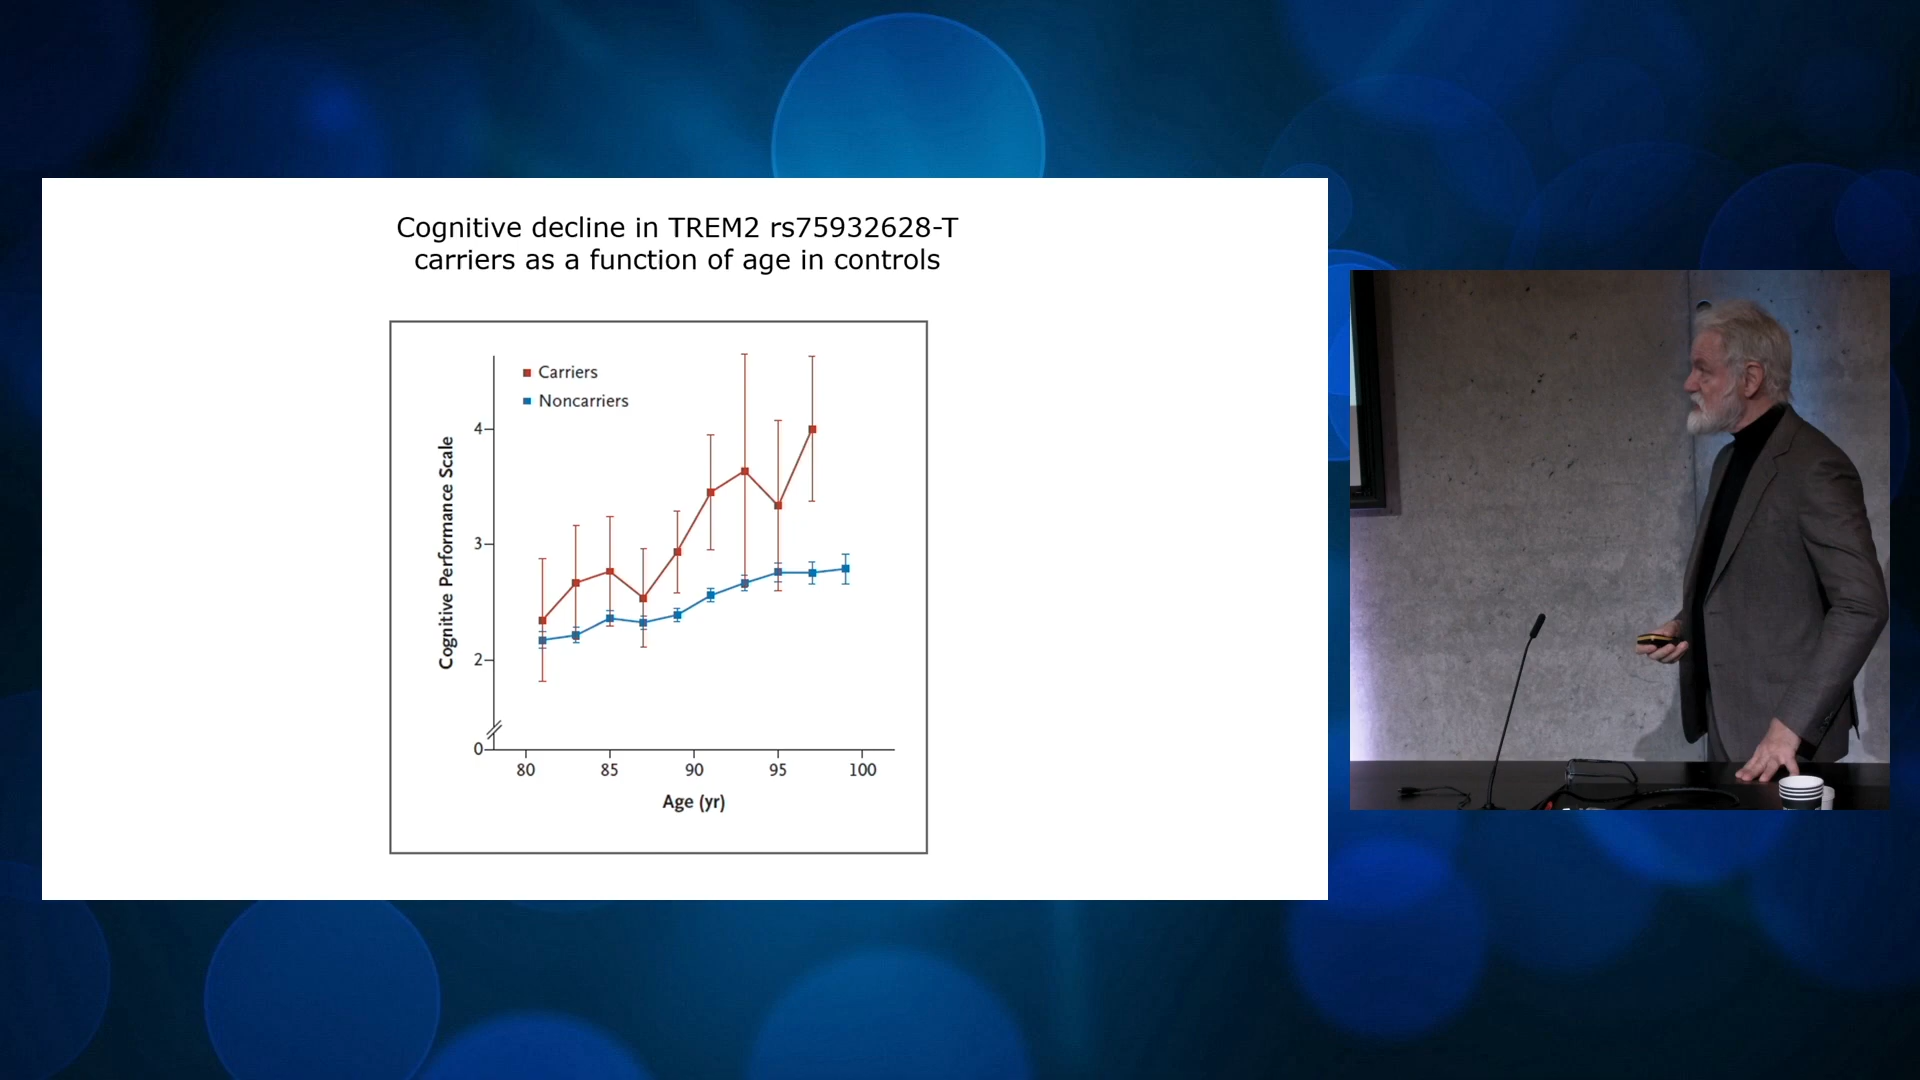 Cognitive decline in TREM2 rs75932628-T
carriers as a function of age in controls
Carriers
Noncarriers
Cognitive Performance Scale
4
3
2
0
80 85 90 95 100
Age (yr)